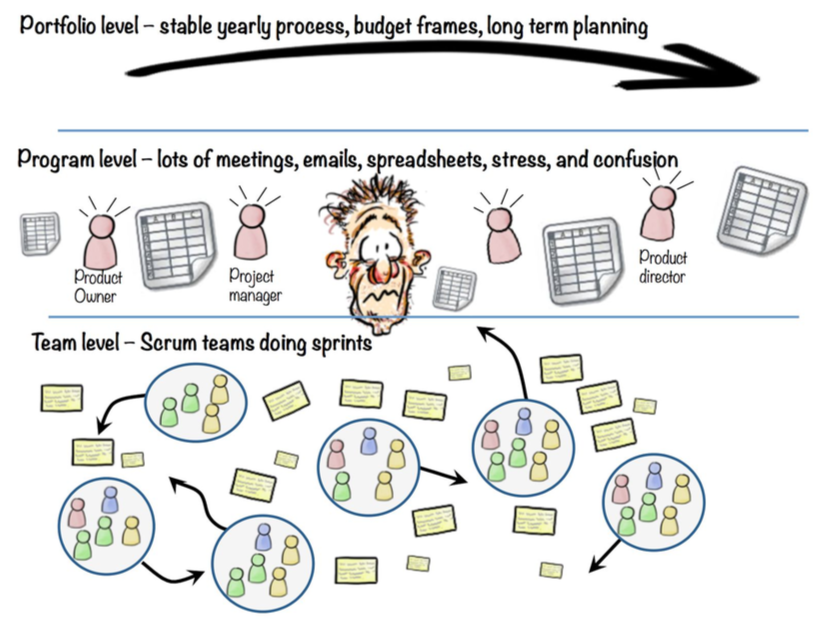 Portfolio level – stable yearly process, budget frames, long term planning
Program level – lots of meetings, emails, spreadsheets, stress, and confusion
Product
Owner
Project
manager
Product
director
Team level – Scrum teams doing sprints